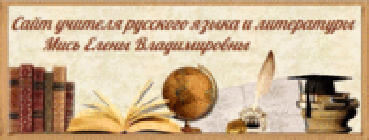 Сайт учителя русского языка и литературы
Мись Елены Владимировны